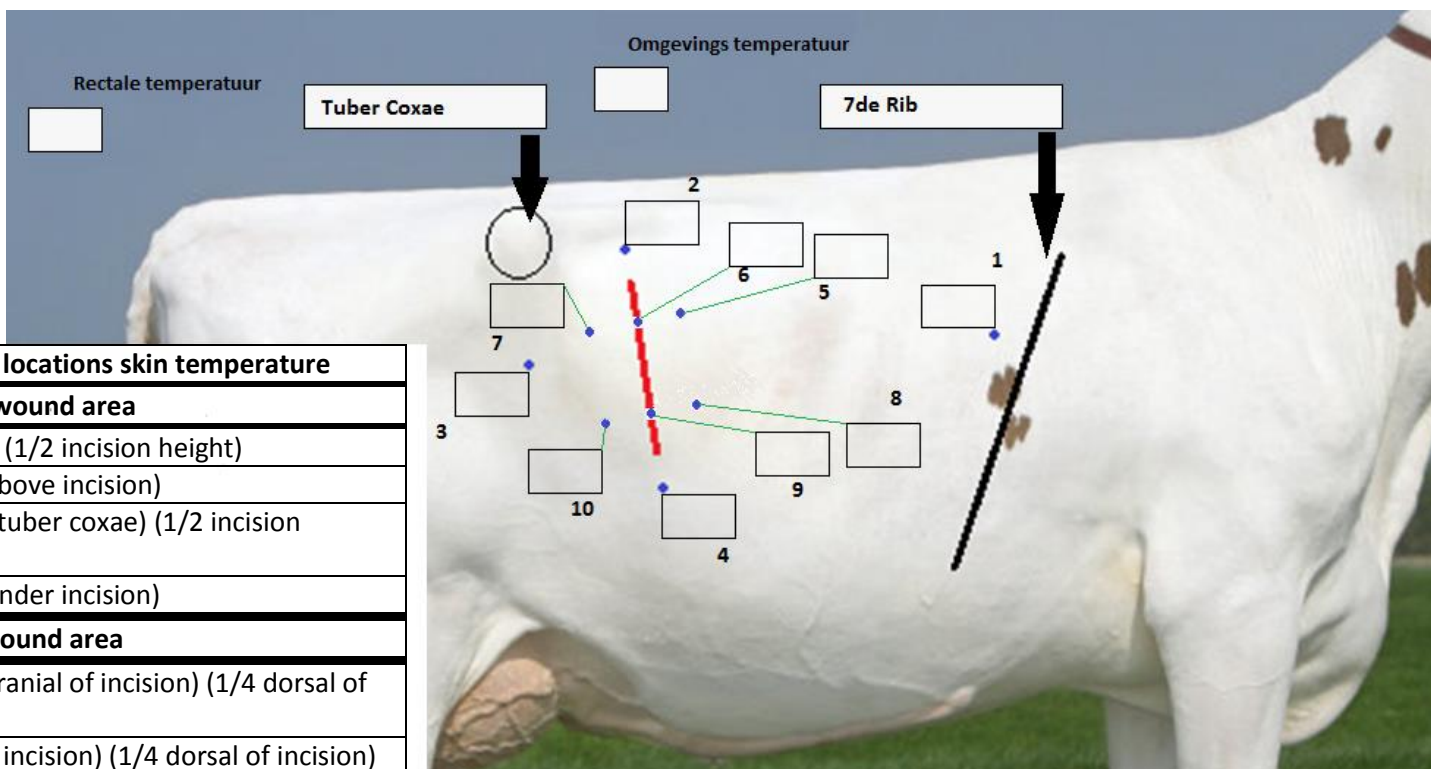 Omgevings temperatuur
Rectale temperatuur
Tuber Coxae
7de Rib
2
6
5
1
7
3
8
9
10
4
locations skin temperature
wound area
(1/2 incision height)
bove incision)
tuber coxae) (1/2 incision
nder incision)
ound area
ranial of incision) (1/4 dorsal of
incision) (1/4 dorsal of incision)